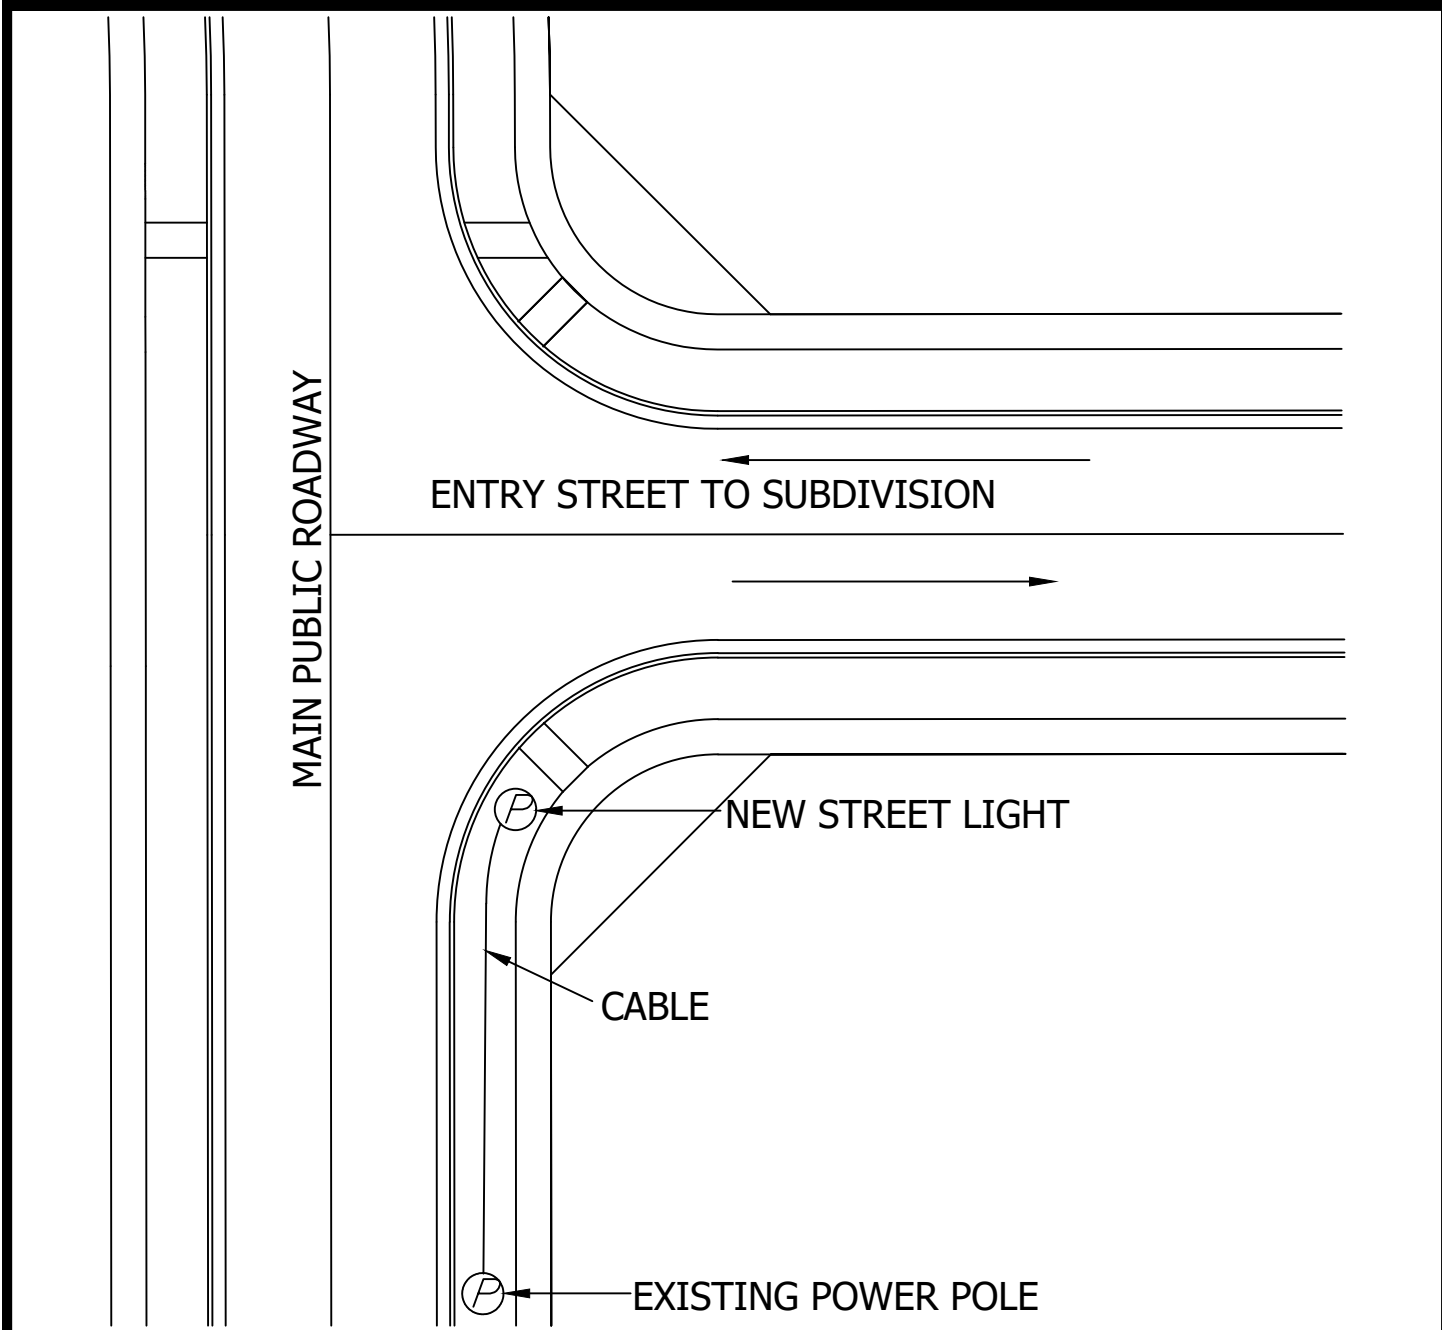 MAIN PUBLIC ROADWAY
ENTRY STREET TO SUBDIVISION
P
NEW STREET LIGHT
CABLE
P
EXISTING POWER POLE